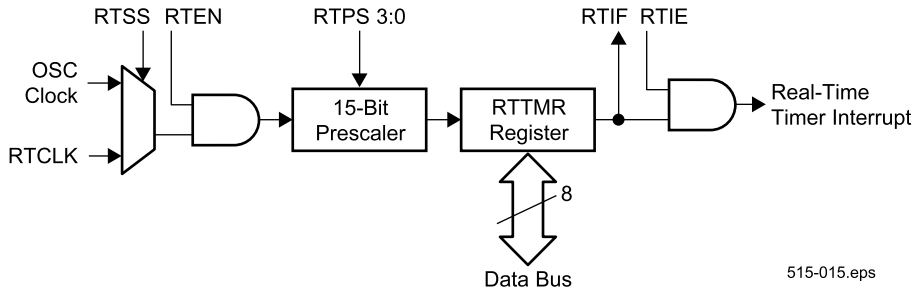 RTSS RTEN RTPS 3:0 RTIF RTIE
OSC
Clock
RTCLK
15-Bit
Prescaler
RTTMR
Register
Real-Time
Timer Interrupt
8
Data Bus
515-015.eps